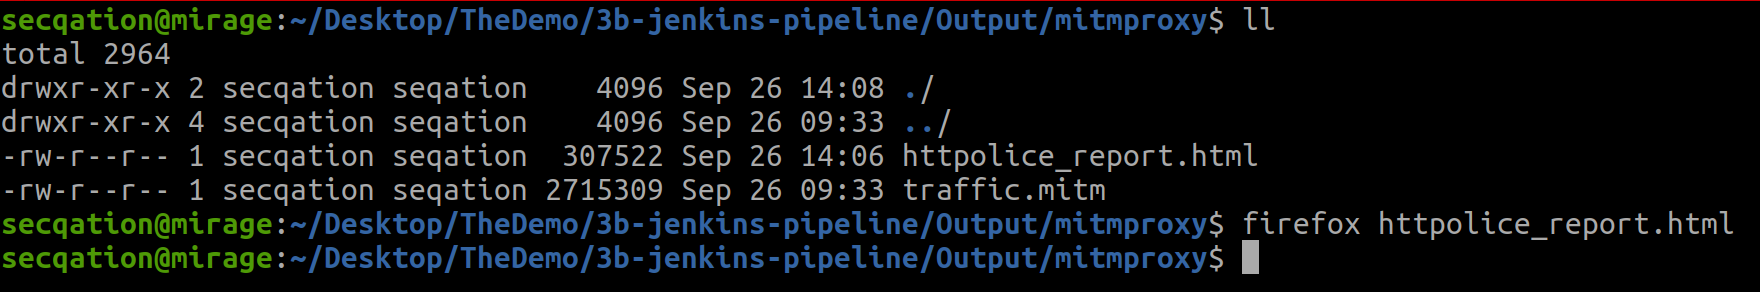 secqation@mirage:~/Desktop/TheDemo/3b-jenkins-pipeline/Output/mitmproxy$ ll
total 2964
drwxr-xr-x 2 secqation seqation    4096 Sep 26 14:08 ./
drwxr-xr-x 4 secqation seqation    4096 Sep 26 09:33 ../
-rw-r--r-- 1 secqation seqation  307522 Sep 26 14:06 httpolice_report.html
-rw-r--r-- 1 secqation seqation 2715309 Sep 26 09:33 traffic.mitm
secqation@mirage:~/Desktop/TheDemo/3b-jenkins-pipeline/Output/mitmproxy$ firefox httpolice_report.html
secqation@mirage:~/Desktop/TheDemo/3b-jenkins-pipeline/Output/mitmproxy$